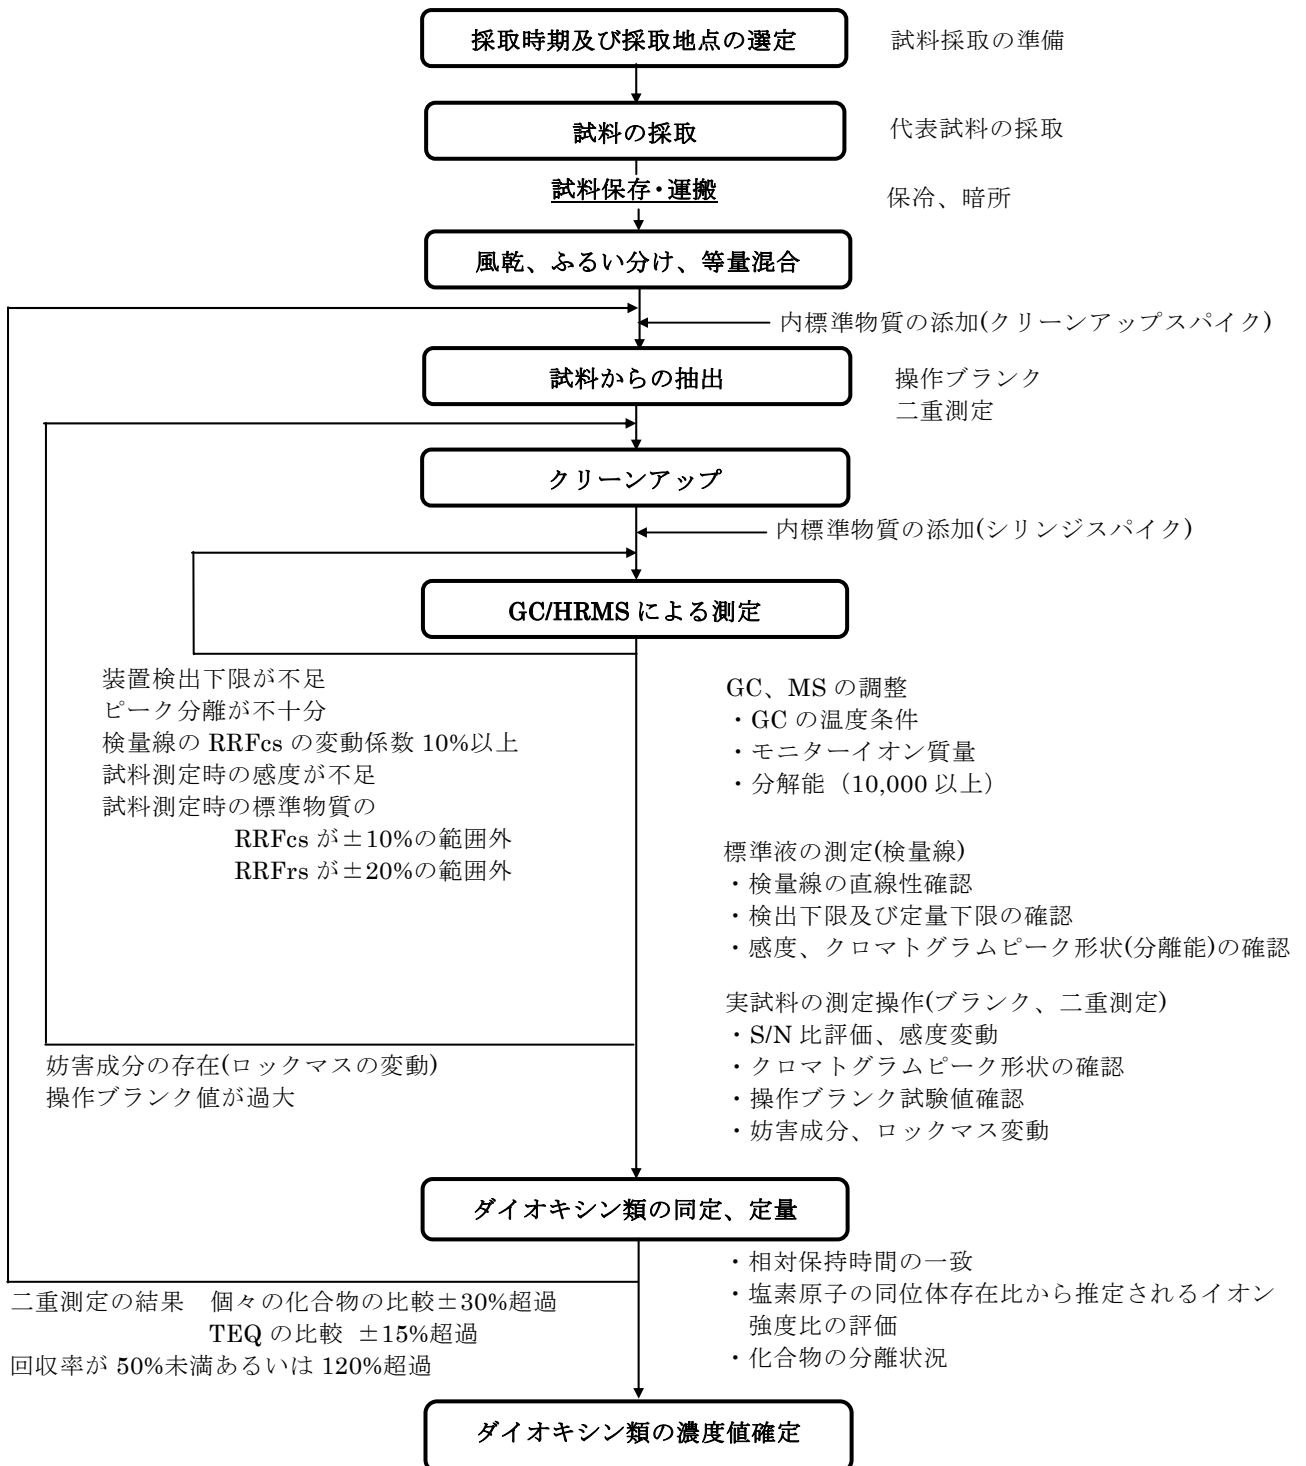 採取時期及び採取地点の選定
試料採取の準備
試料の採取
代表試料の採取
試料保存・運搬
保冷、暗所
風乾、ふるい分け、等量混合
内標準物質の添加(クリーンアップスパイク)
試料からの抽出
操作ブランク
二重測定
クリーンアップ
内標準物質の添加(シリンジスパイク)
GC/HRMS による測定
装置検出下限が不足
ピーク分離が不十分
検量線の RRFcs の変動係数 10%以上
試料測定時の感度が不足
試料測定時の標準物質の
RRFcs が±10%の範囲外
RRFrs が±20%の範囲外
GC、MS の調整
・GC の温度条件
・モニターイオン質量
・分解能（10,000 以上）
標準液の測定(検量線)
・検量線の直線性確認
・検出下限及び定量下限の確認
・感度、クロマトグラムピーク形状(分離能)の確認
実試料の測定操作(ブランク、二重測定)
・S/N 比評価、感度変動
・クロマトグラムピーク形状の確認
・操作ブランク試験値確認
・妨害成分、ロックマス変動
妨害成分の存在(ロックマスの変動)
操作ブランク値が過大
ダイオキシン類の同定、定量
・相対保持時間の一致
・塩素原子の同位体存在比から推定されるイオン
強度比の評価
・化合物の分離状況
二重測定の結果　個々の化合物の比較±30%超過
TEQ の比較 ±15%超過
回収率が 50%未満あるいは 120%超過
ダイオキシン類の濃度値確定